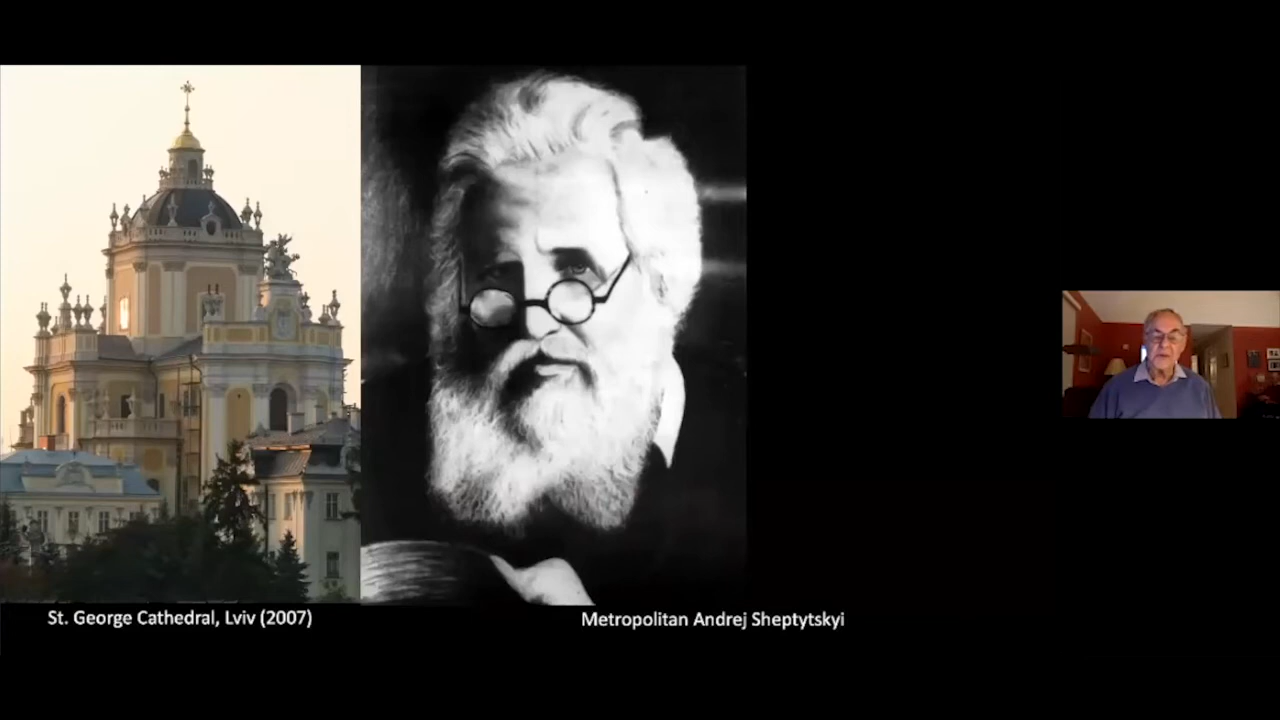 St. George Cathedral, Lviv (2007)
Metropolitan Andrej Sheptytskyi